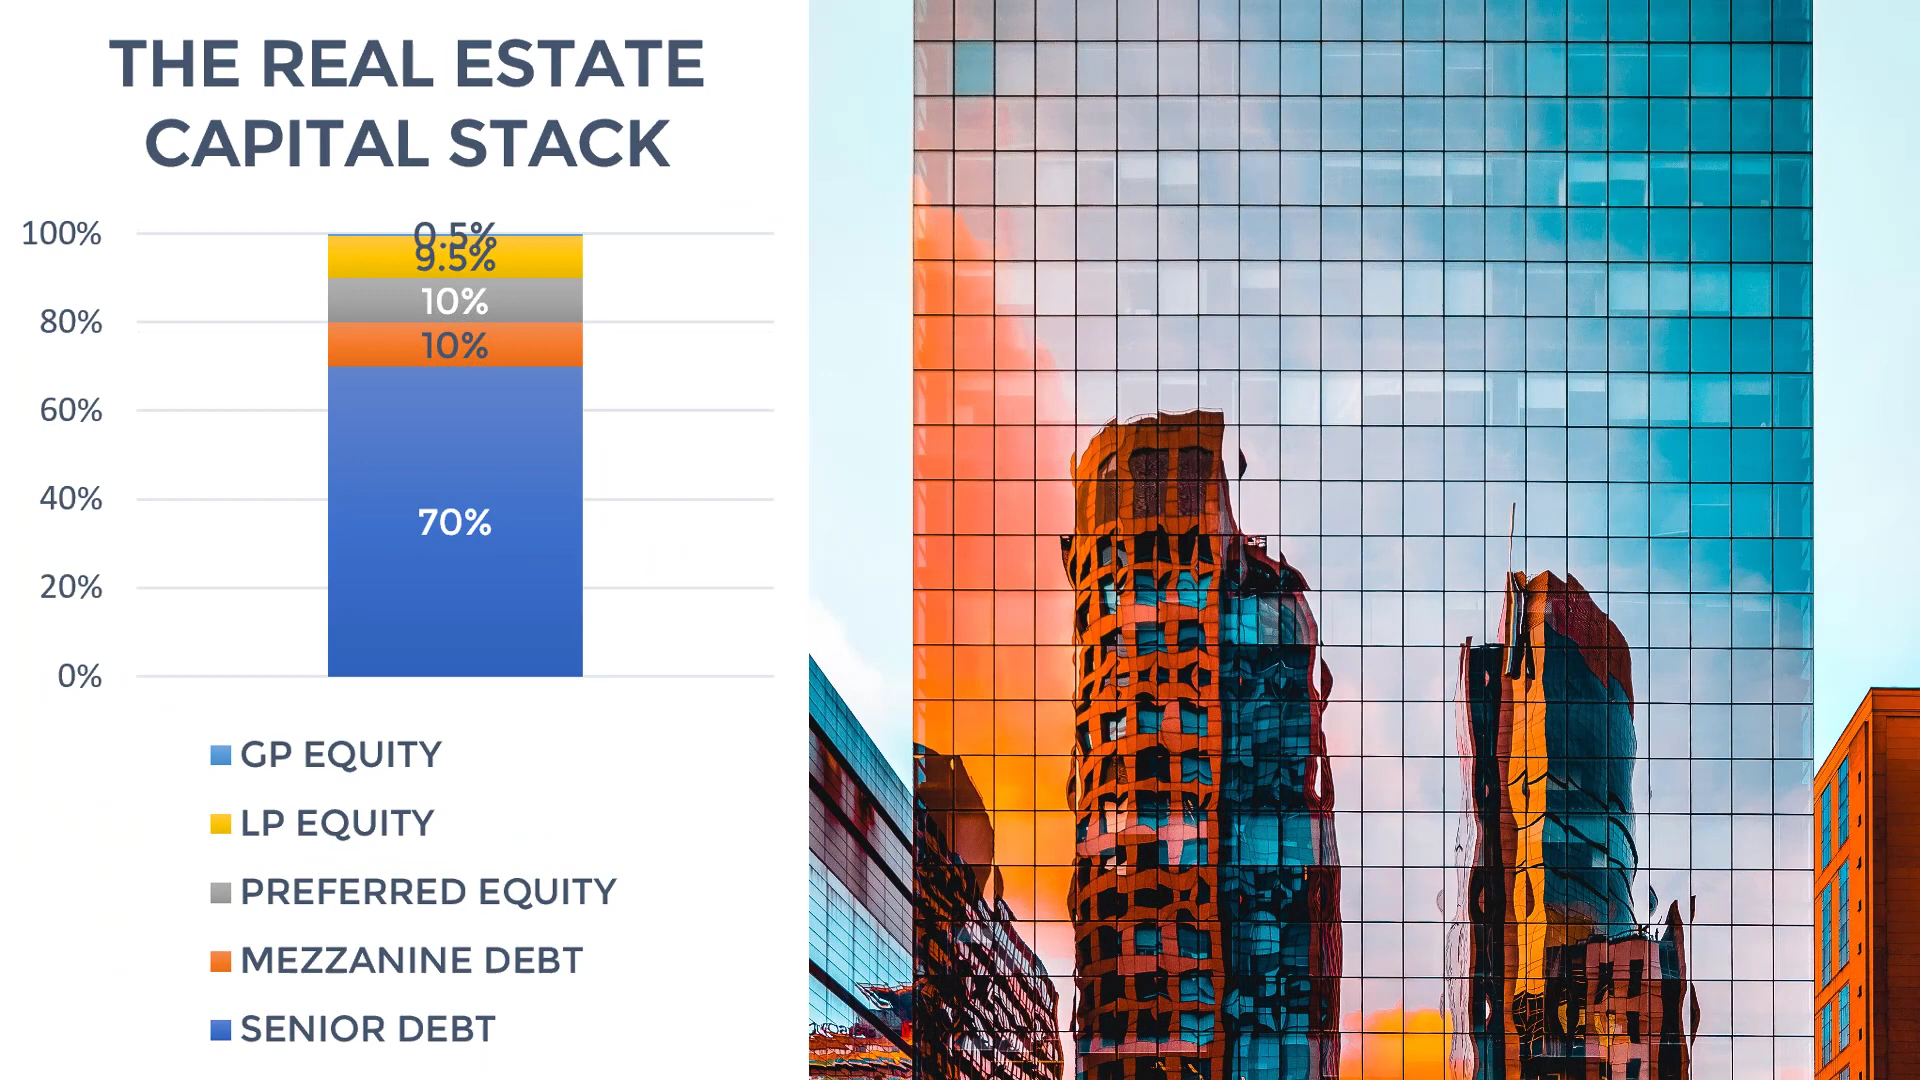 THE REAL ESTATE
CAPITAL STACK
100%
80%
60%
40%
20%
0%
0.5%
9.5%
10%
10%
70%
GP EQUITY
LP EQUITY
PREFERRED EQUITY
MEZZANINE DEBT
SENIOR DEBT